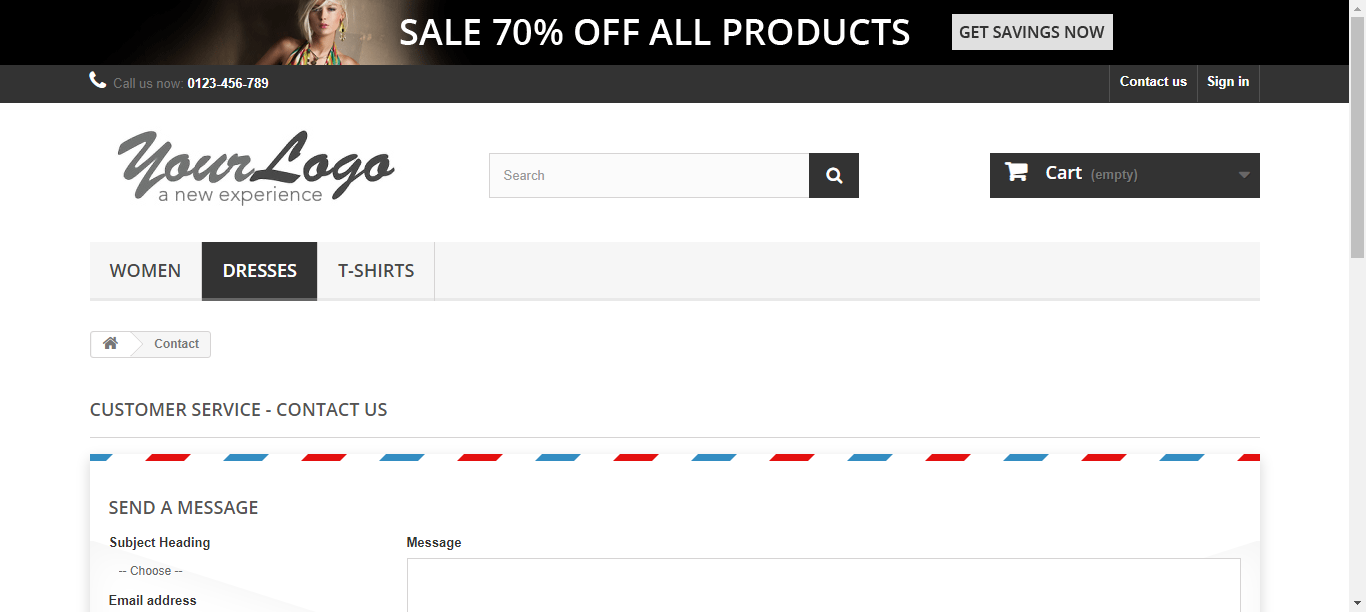 SALE 70% OFF ALL PRODUCTS GET SAVINGS NOW
Call us now: 0123-456-789 Contact us Sign in
Your Logo
a new experience
Search
Cart (empty)
WOMEN DRESSES T-SHIRTS
Contact
CUSTOMER SERVICE - CONTACT US
SEND A MESSAGE
Subject Heading Message
-- Choose --
Email address